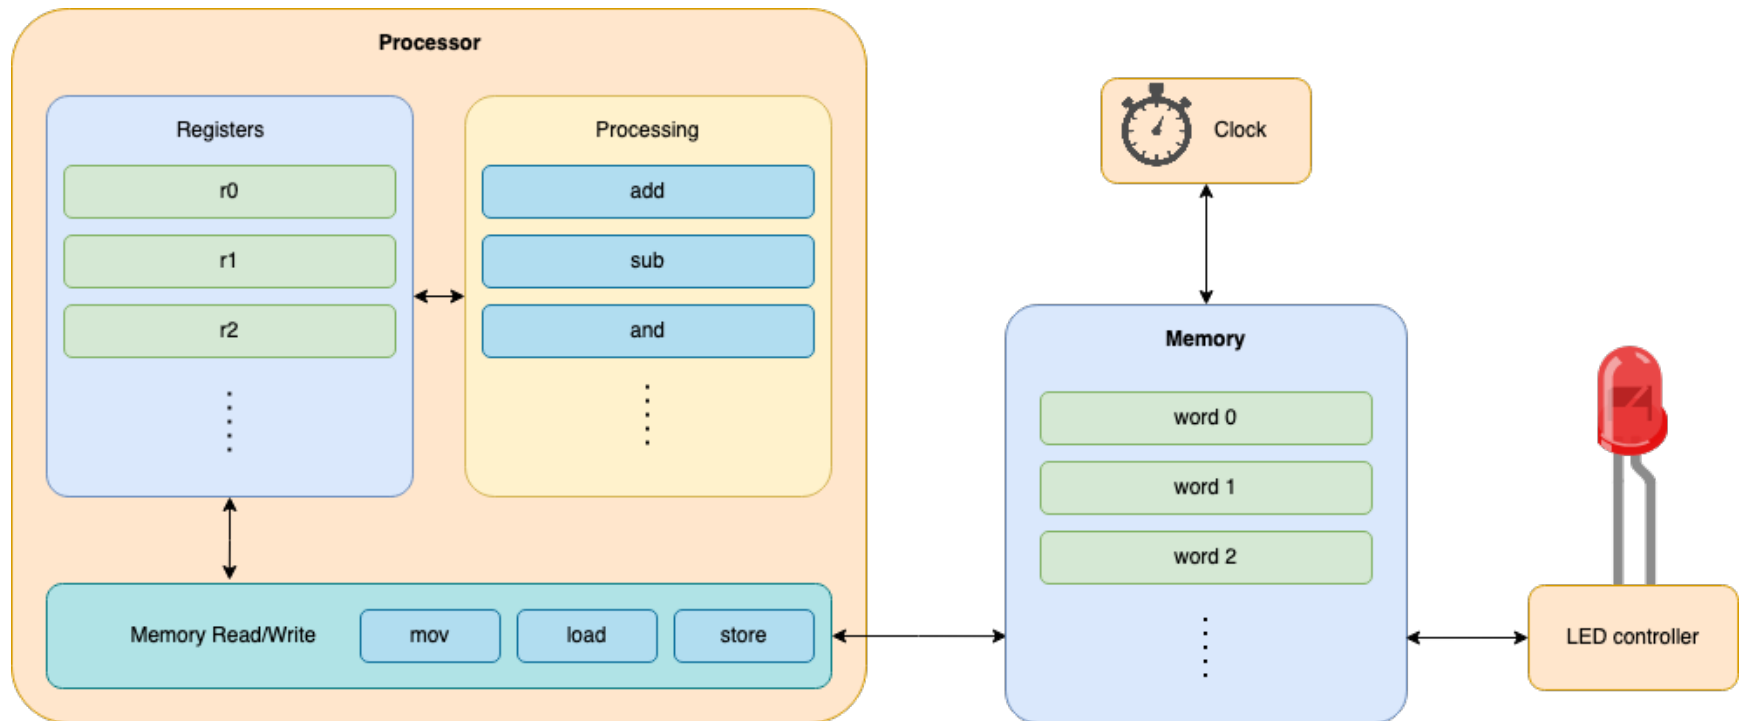 Processor
Registers
r0
r1
r2
Processing
add
sub
and
Memory Read/Write
mov
load
store
Clock
Memory
word 0
word 1
word 2
LED controller